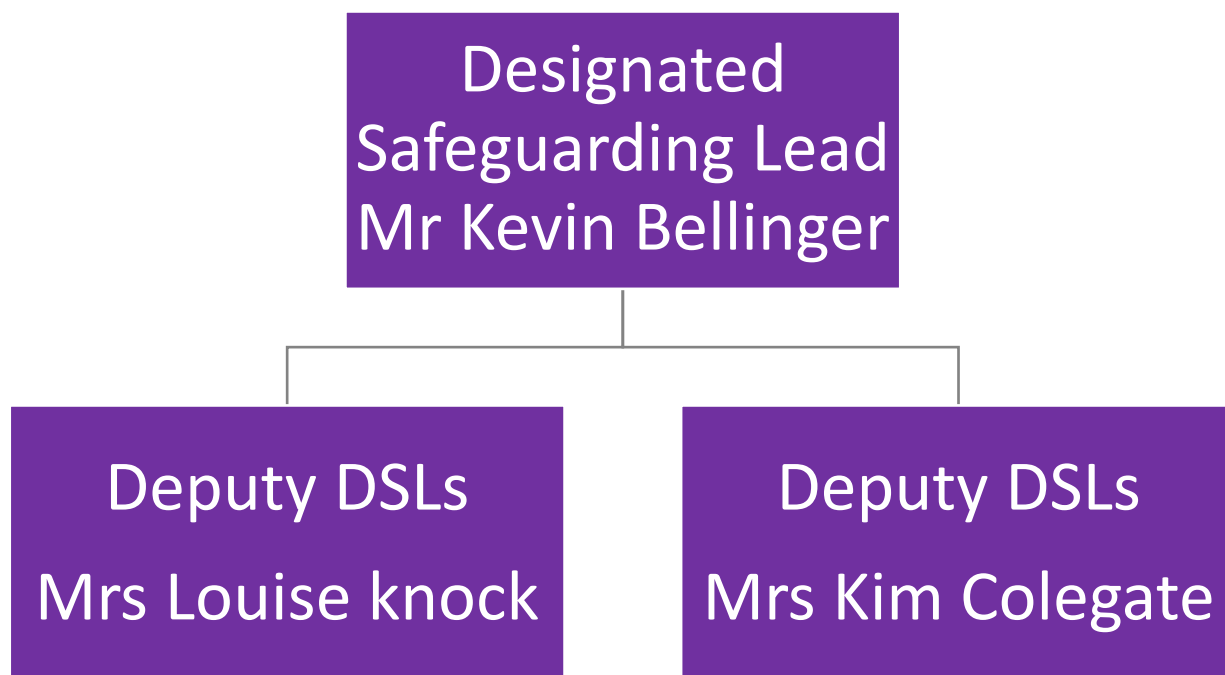 Designated
Safeguarding Lead
Mr Kevin Bellinger
Deputy DSLs
Mrs Louise knock
Deputy DSLs
Mrs Kim Colegate